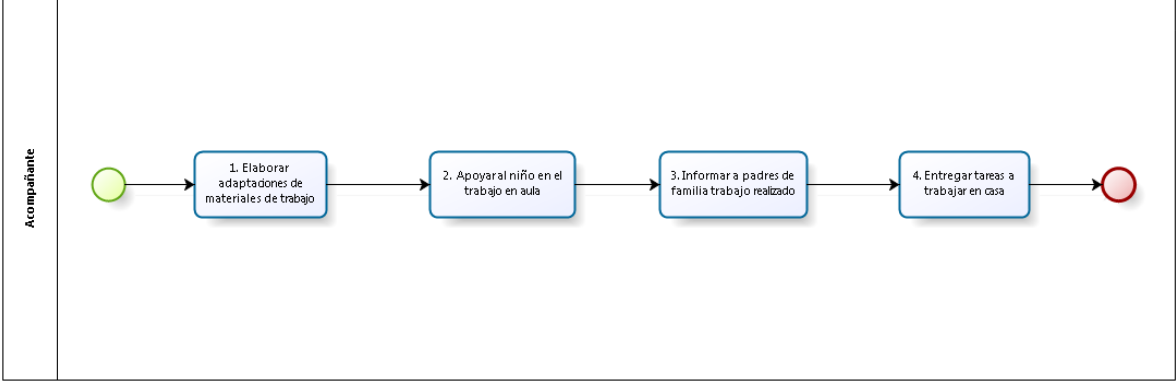 Acompañante
1. Elaborar
adaptaciones de
materiales de trabajo
2. Apoyar al niño en el
trabajo en aula
3. Informar a padres de
familia trabajo realizado
4. Entregar tareas a
trabajar en casa